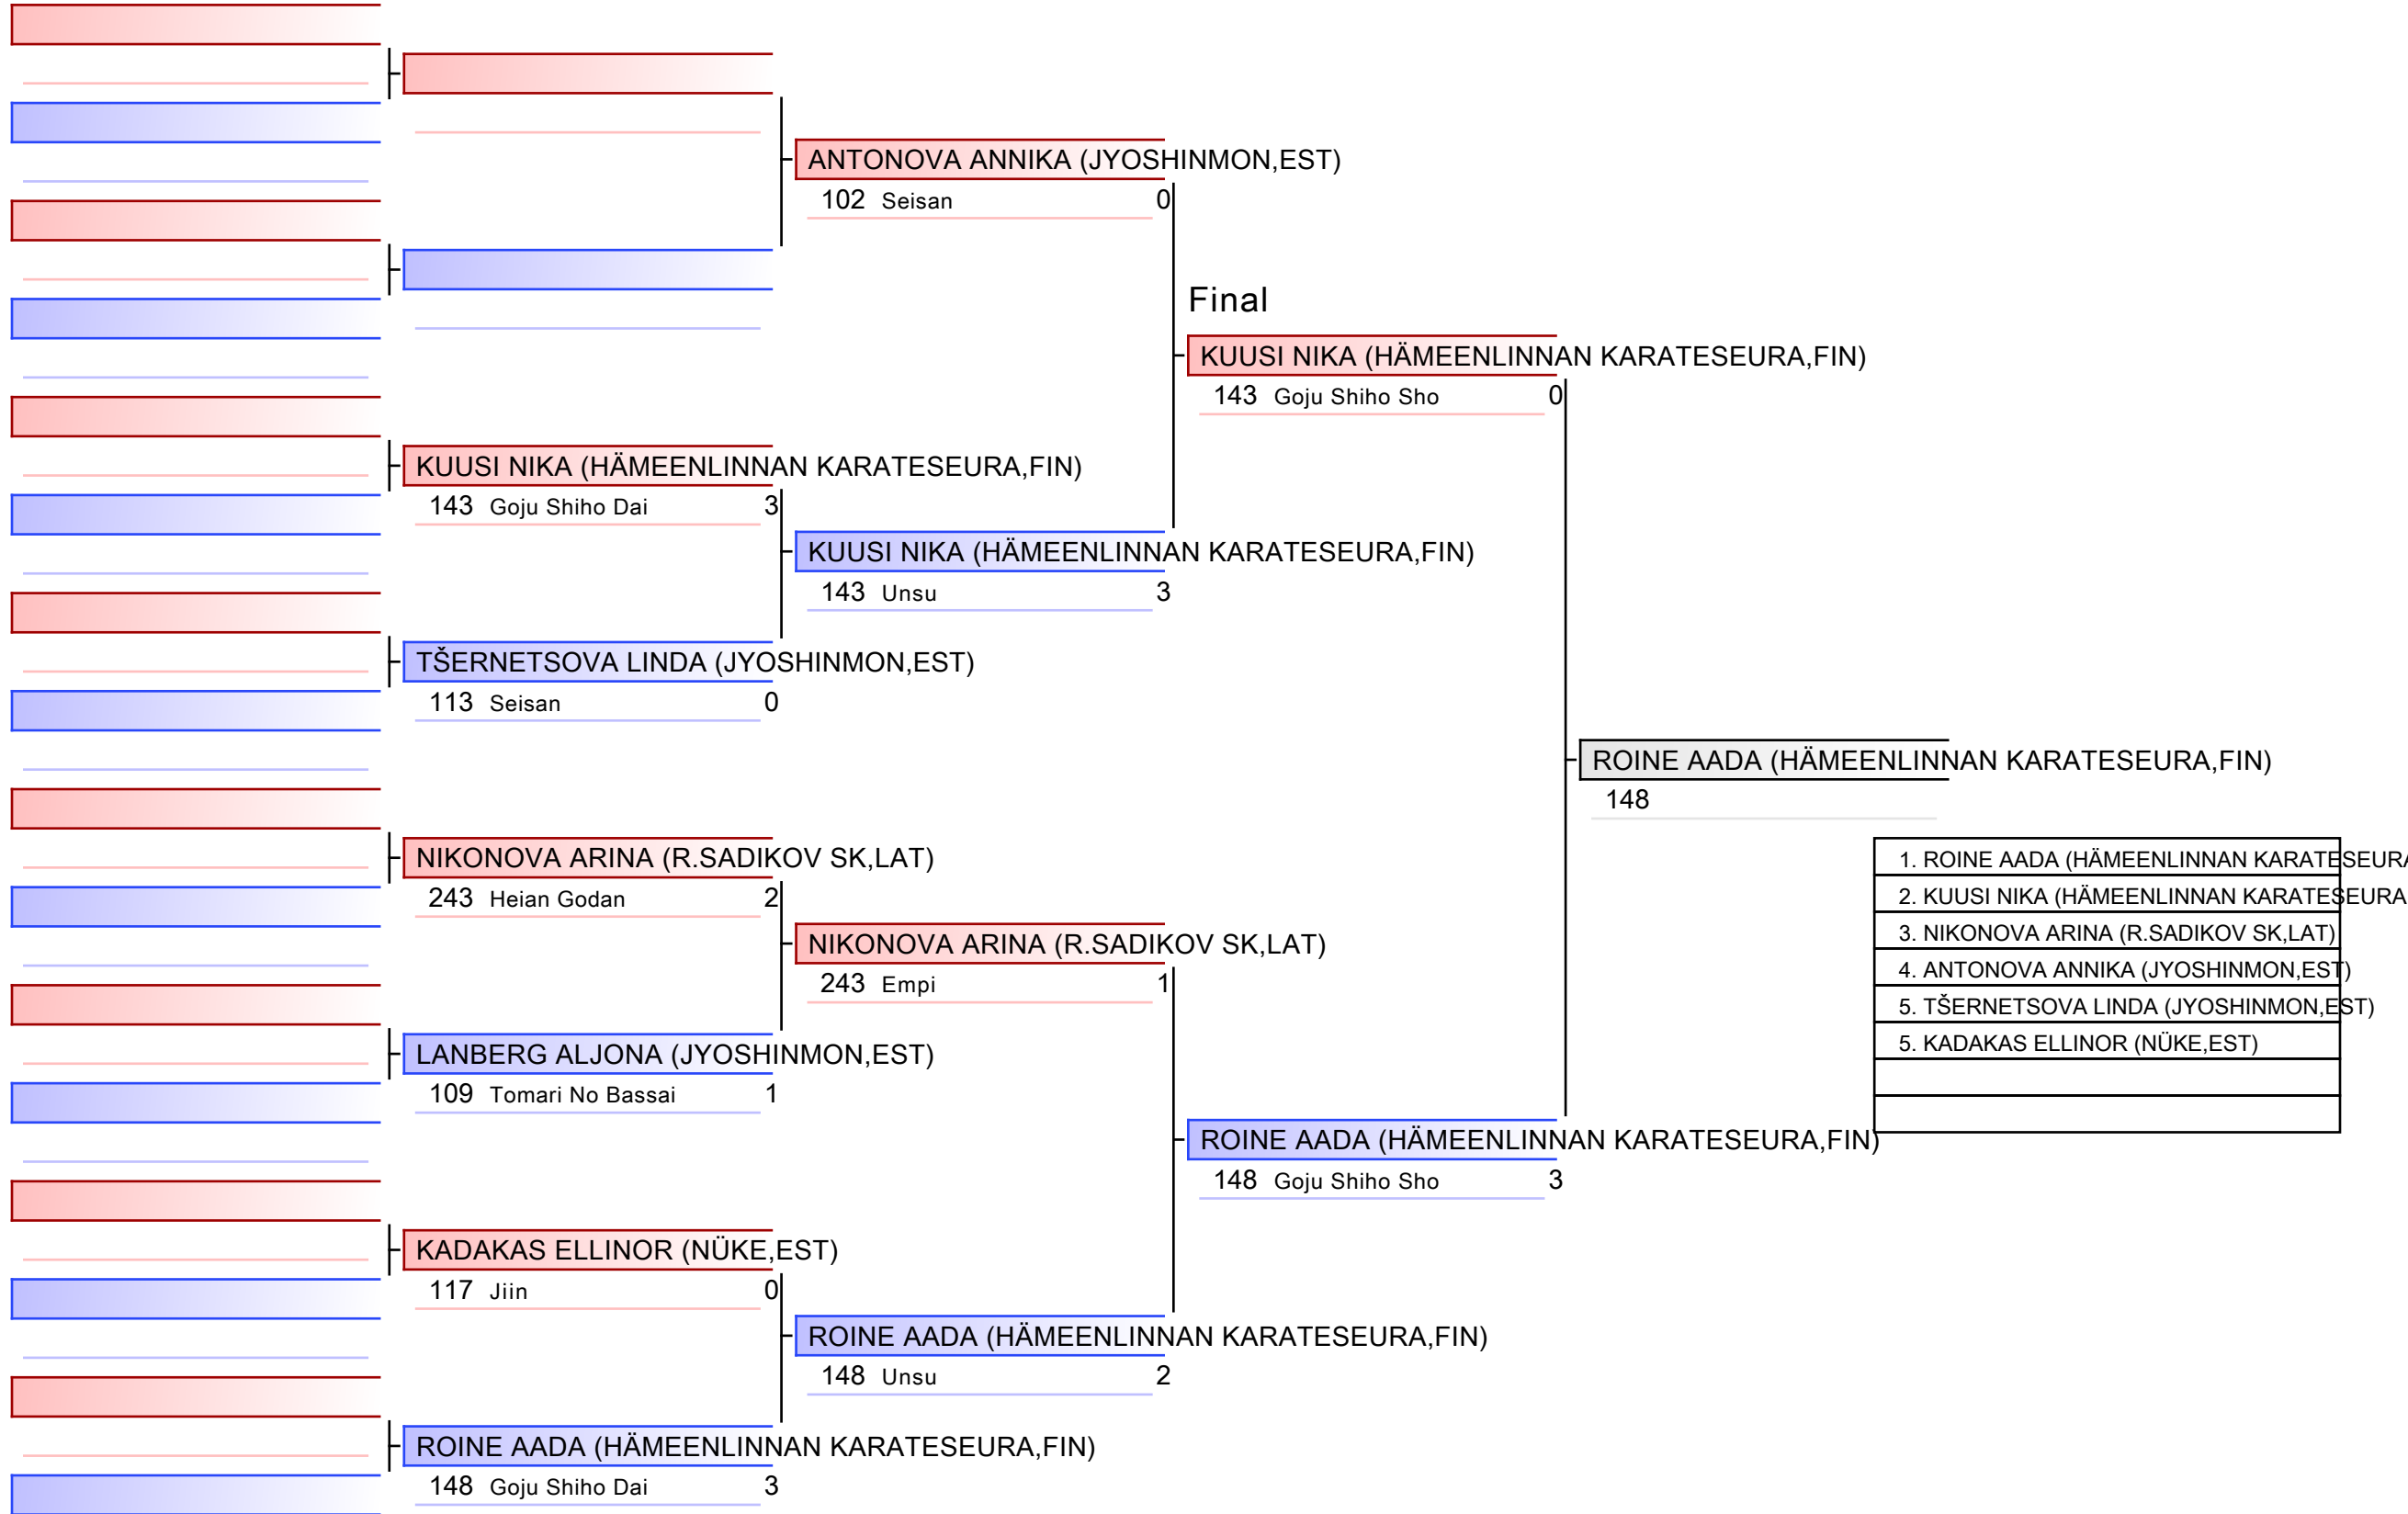 ANTONOVA ANNIKA (JYOSHINMON,EST)
102 Seisan 0
Final
KUUSI NIKA (HÄMEENLINNAN KARATESEURA,FIN)
143 Goju Shiho Sho 0
KUUSI NIKA (HÄMEENLINNAN KARATESEURA,FIN)
143 Goju Shiho Dai 3
KUUSI NIKA (HÄMEENLINNAN KARATESEURA,FIN)
143 Unsu 3
TŠERNETSOVA LINDA (JYOSHINMON,EST)
113 Seisan 0
ROINE AADA (HÄMEENLINNAN KARATESEURA,FIN)
148
NIKONOVA ARINA (R.SADIKOV SK,LAT)
243 Heian Godan 2
NIKONOVA ARINA (R.SADIKOV SK,LAT)
243 Empi 1
LANBERG ALJONA (JYOSHINMON,EST)
109 Tomari No Bassai 1
1. ROINE AADA (HÄMEENLINNAN KARATESEURA
2. KUUSI NIKA (HÄMEENLINNAN KARATESEURA
3. NIKONOVA ARINA (R.SADIKOV SK,LAT)
4. ANTONOVA ANNIKA (JYOSHINMON,EST)
5. TŠERNETSOVA LINDA (JYOSHINMON,EST)
5. KADAKAS ELLINOR (NÜKE,EST)
ROINE AADA (HÄMEENLINNAN KARATESEURA,FIN)
148 Goju Shiho Sho 3
KADAKAS ELLINOR (NÜKE,EST)
117 Jiin 0
ROINE AADA (HÄMEENLINNAN KARATESEURA,FIN)
148 Unsu 2
ROINE AADA (HÄMEENLINNAN KARATESEURA,FIN)
148 Goju Shiho Dai 3